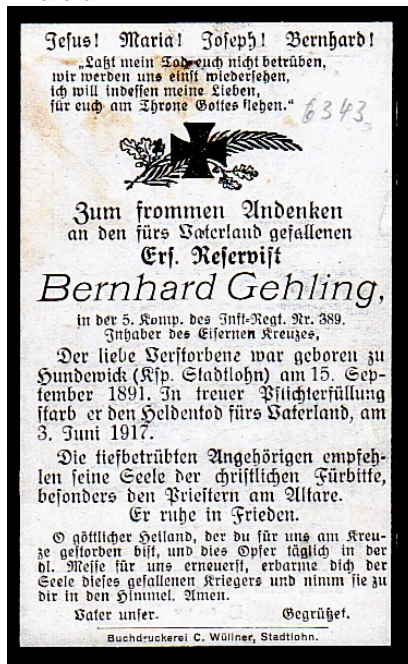 Jesus! Maria! Joseph! Bernhard!
„Laßt mein Tod euch nicht betrüben,
wir werden uns einst wiedersehen,
ich will indessen meine Lieben,
für euch am Throne Gottes flehen.“
6343
Zum frommen Andenken
an den fürs Vaterland gefallenen
Ers. Reservist
Bernhard Gehling,
in der 5. Komp. des Inft-Regt. Nr. 389.
Inhaber des Eisernen Kreuzes,
Der liebe Verstorbene war geboren zu
Hundewick (Ksp. Stadtlohn) am 15. Sep-
tember 1891. In treuer Pflichterfüllung
starb er den Heldentod fürs Vaterland, am
3. Juni 1917.
Die tiefbetrübten Angehörigen empfeh-
len seine Seele der christlichen Fürbitte,
besonders den Priestern am Altare.
Er ruhe in Frieden.
O göttlicher Heiland, der du für uns am Kreu-
ze gestorben bist, und dies Opfer täglich in der
hl. Messe für uns erneuerst, erbarme dich der
Seele dieses gefallenen Kriegers und nimm sie zu
dir in den Himmel. Amen.
Vater unser. Gegrüßet.
Buchdruckerei C. Wüllner, Stadtlohn.